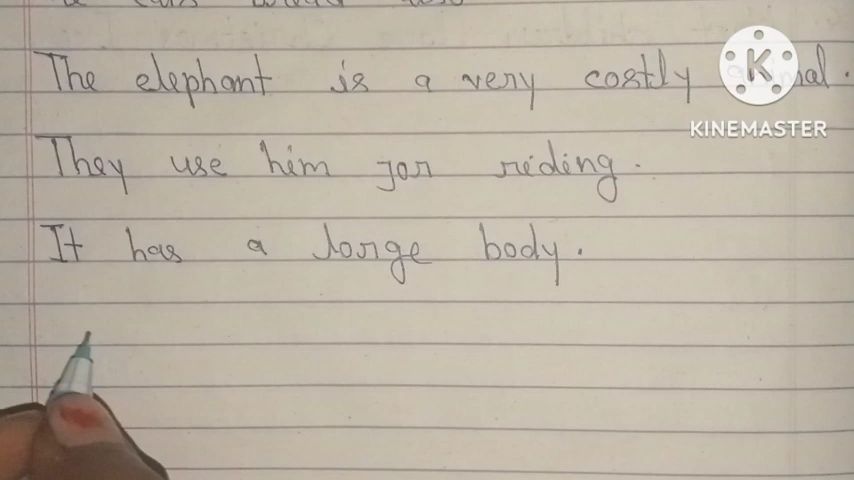 The elephant is a very costly
They use him for riding.
It has a large body.
KINEMASTER